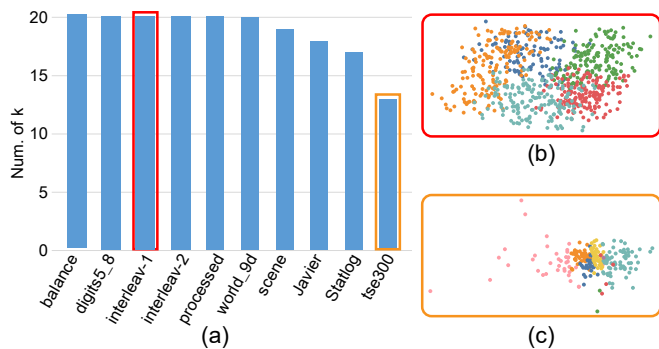 20
15
10
5
0
Num. of k
balance
digits5_8
interleav-1
interleav-2
processed
world_9d
scene
Javier
Statlog
tse300
(a)
(b)
(c)